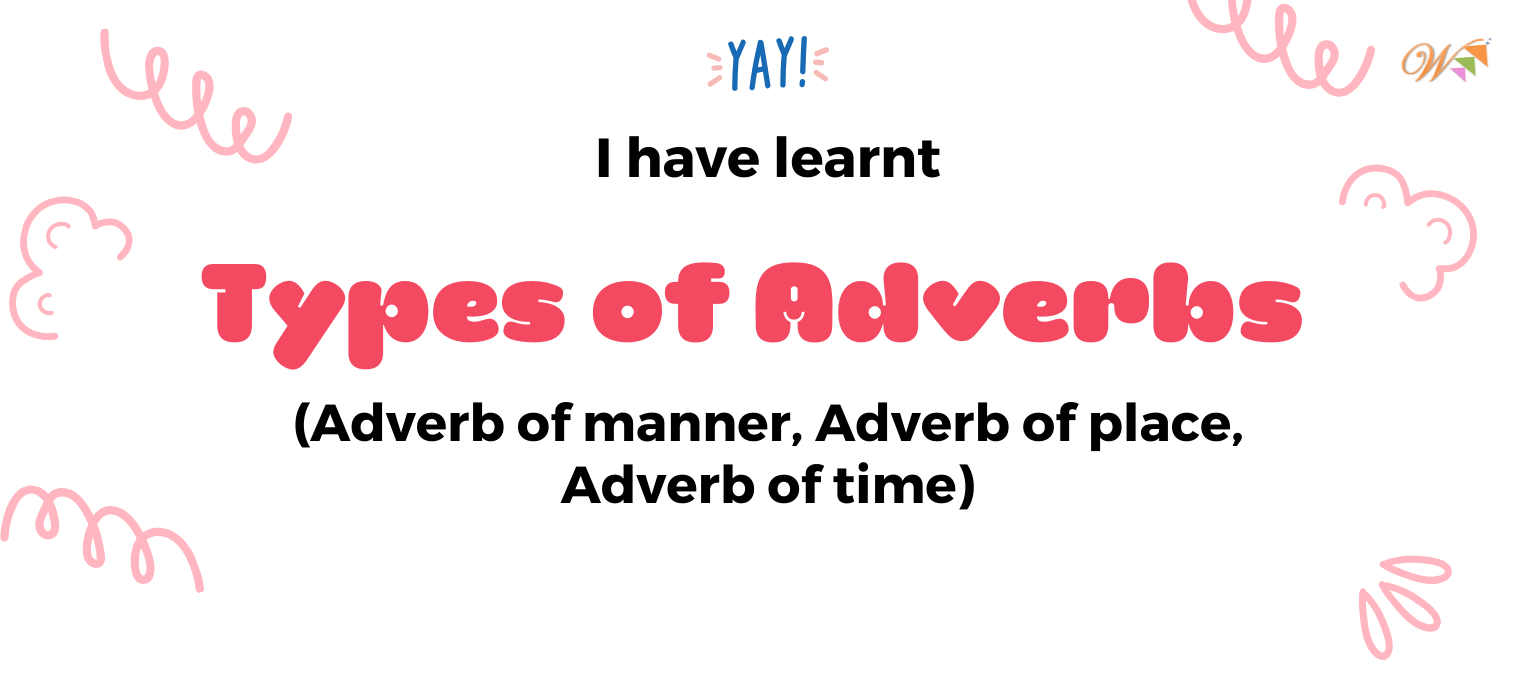 YAY!
I have learnt
Types of Adverbs
(Adverb of manner, Adverb of place,
Adverb of time)